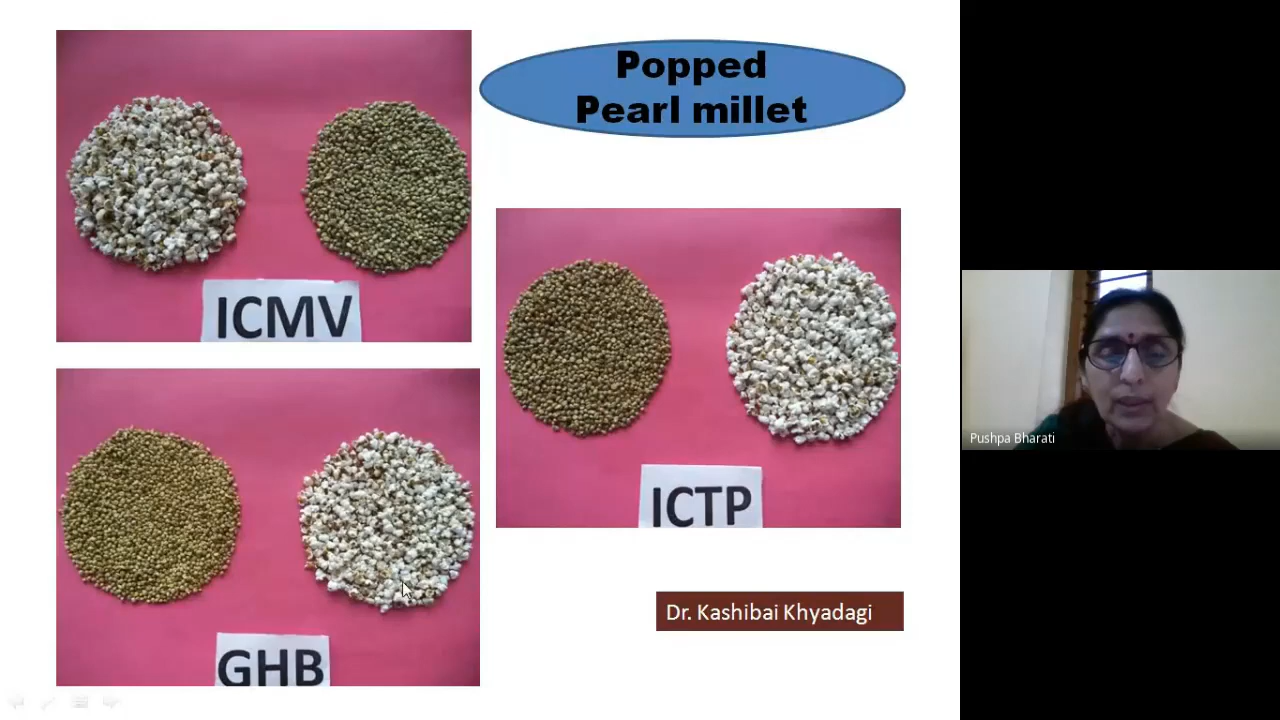 Popped
Pearl millet
ICMV
ICTP
GHB
Dr. Kashibai Khyadagi
Pushpa Bharati